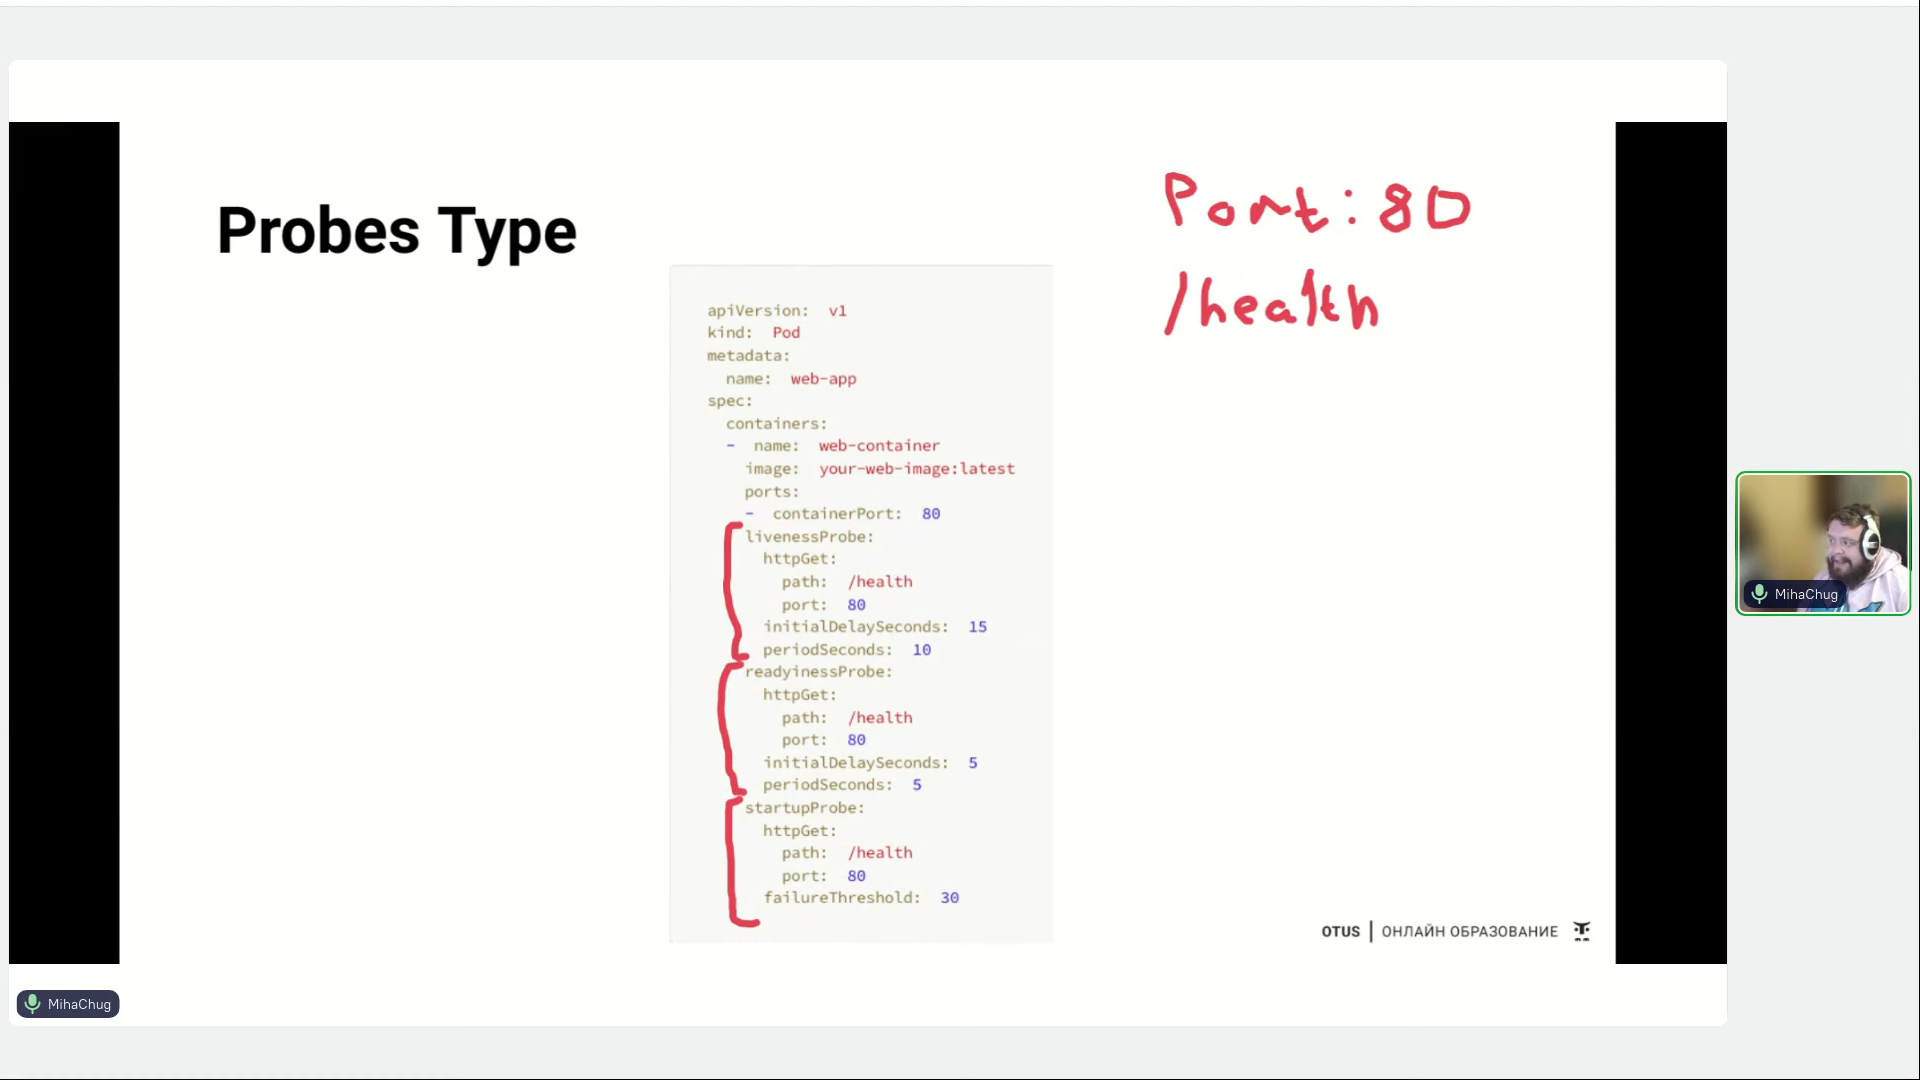 Probes Type
Port: 80
/health
apiVersion: v1
kind: Pod
metadata:
name: web-app
spec:
containers:
- name: web-container
image: your-web-image:latest
ports:
- containerPort: 80
livenessProbe:
httpGet:
path: /health
port: 80
initialDelaySeconds: 15
periodSeconds: 10
readyinessProbe:
httpGet:
path: /health
port: 80
initialDelaySeconds: 5
periodSeconds: 5
startupProbe:
httpGet:
path: /health
port: 80
failureThreshold: 30
OTUS | ОНЛАЙН ОБРАЗОВАНИЕ
MihaChug
MihaChug